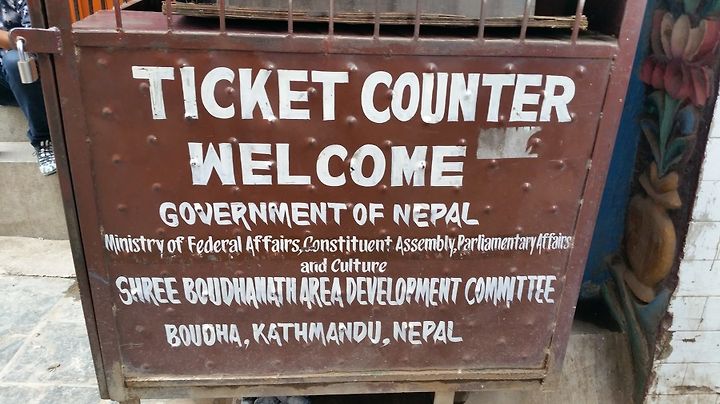 TICKET COUNTER
WELCOME
GOVERNMENT OF NEPAL
Ministry of Federal Affairs, Constituent Assembly, Parliamentary Affairs
and Culture
SHREE BOUDHANATH AREA DEVELOPMENT COMMITTEE
BOUDHA, KATHMANDU, NEPAL